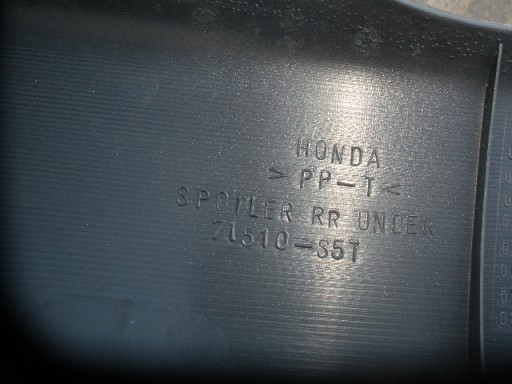 HONDA
>PP-T<
SPOILER RR UNDER
71510-S5T